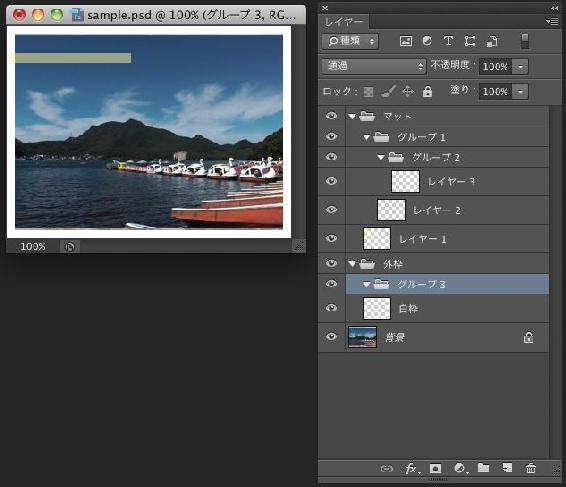 sample.psd @ 100% (グループ 3, RG...
100%
レイヤー
種類
通過
不透明度:
100%
ロック:
塗り:
100%
マット
グループ 1
グループ 2
レイヤー 3
レイヤー 2
レイヤー 1
外枠
グループ 3
白枠
背景
fx